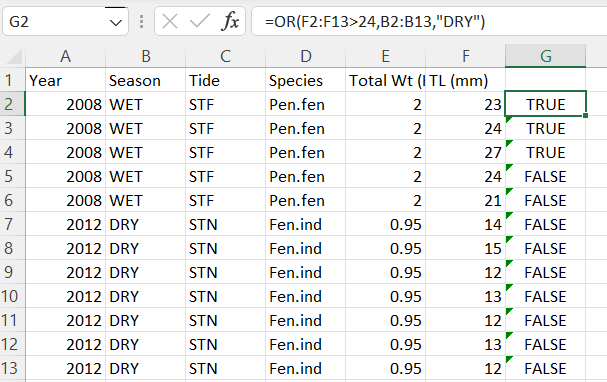 G2 fx =OR(F2:F13>24,B2:B13,"DRY")
A B C D E F G
1 Year Season Tide Species Total Wt (I TL (mm)
2 2008 WET STF Pen.fen 2 23 TRUE
3 2008 WET STF Pen.fen 2 24 TRUE
4 2008 WET STF Pen.fen 2 27 TRUE
5 2008 WET STF Pen.fen 2 24 FALSE
6 2008 WET STF Pen.fen 2 21 FALSE
7 2012 DRY STN Fen.ind 0.95 14 FALSE
8 2012 DRY STN Fen.ind 0.95 15 FALSE
9 2012 DRY STN Fen.ind 0.95 12 FALSE
10 2012 DRY STN Fen.ind 0.95 13 FALSE
11 2012 DRY STN Fen.ind 0.95 12 FALSE
12 2012 DRY STN Fen.ind 0.95 13 FALSE
13 2012 DRY STN Fen.ind 0.95 12 FALSE